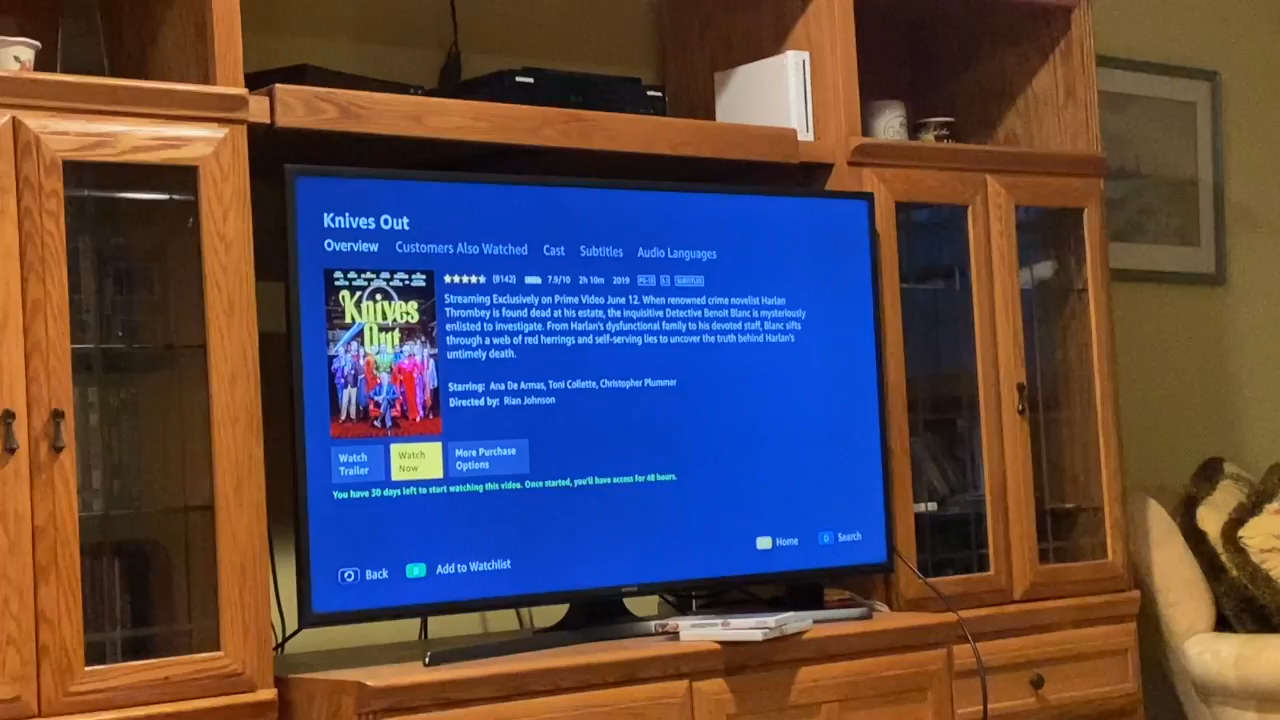 Knives Out
Overview Customers Also Watched Cast Subtitles Audio Languages
(9142) 7.9/10 2h 10m 2019 PG-13 5.1 SUBTITLES
Streaming Exclusively on Prime Video June 12. When renowned crime novelist Harlan
Thrombey is found dead at his estate, the inquisitive Detective Benoit Blanc is mysteriously
enlisted to investigate. From Harlan's dysfunctional family to his devoted staff, Blanc sifts
through a web of red herrings and self-serving lies to uncover the truth behind Harlan's
untimely death.
Knives
Out
Starring: Ana De Armas, Toni Collette, Christopher Plummer
Directed by: Rian Johnson
Watch
Trailer
Watch
Now
More Purchase
Options
You have 30 days left to start watching this video. Once started, you'll have access for 48 hours.
Home D Search
Back Add to Watchlist